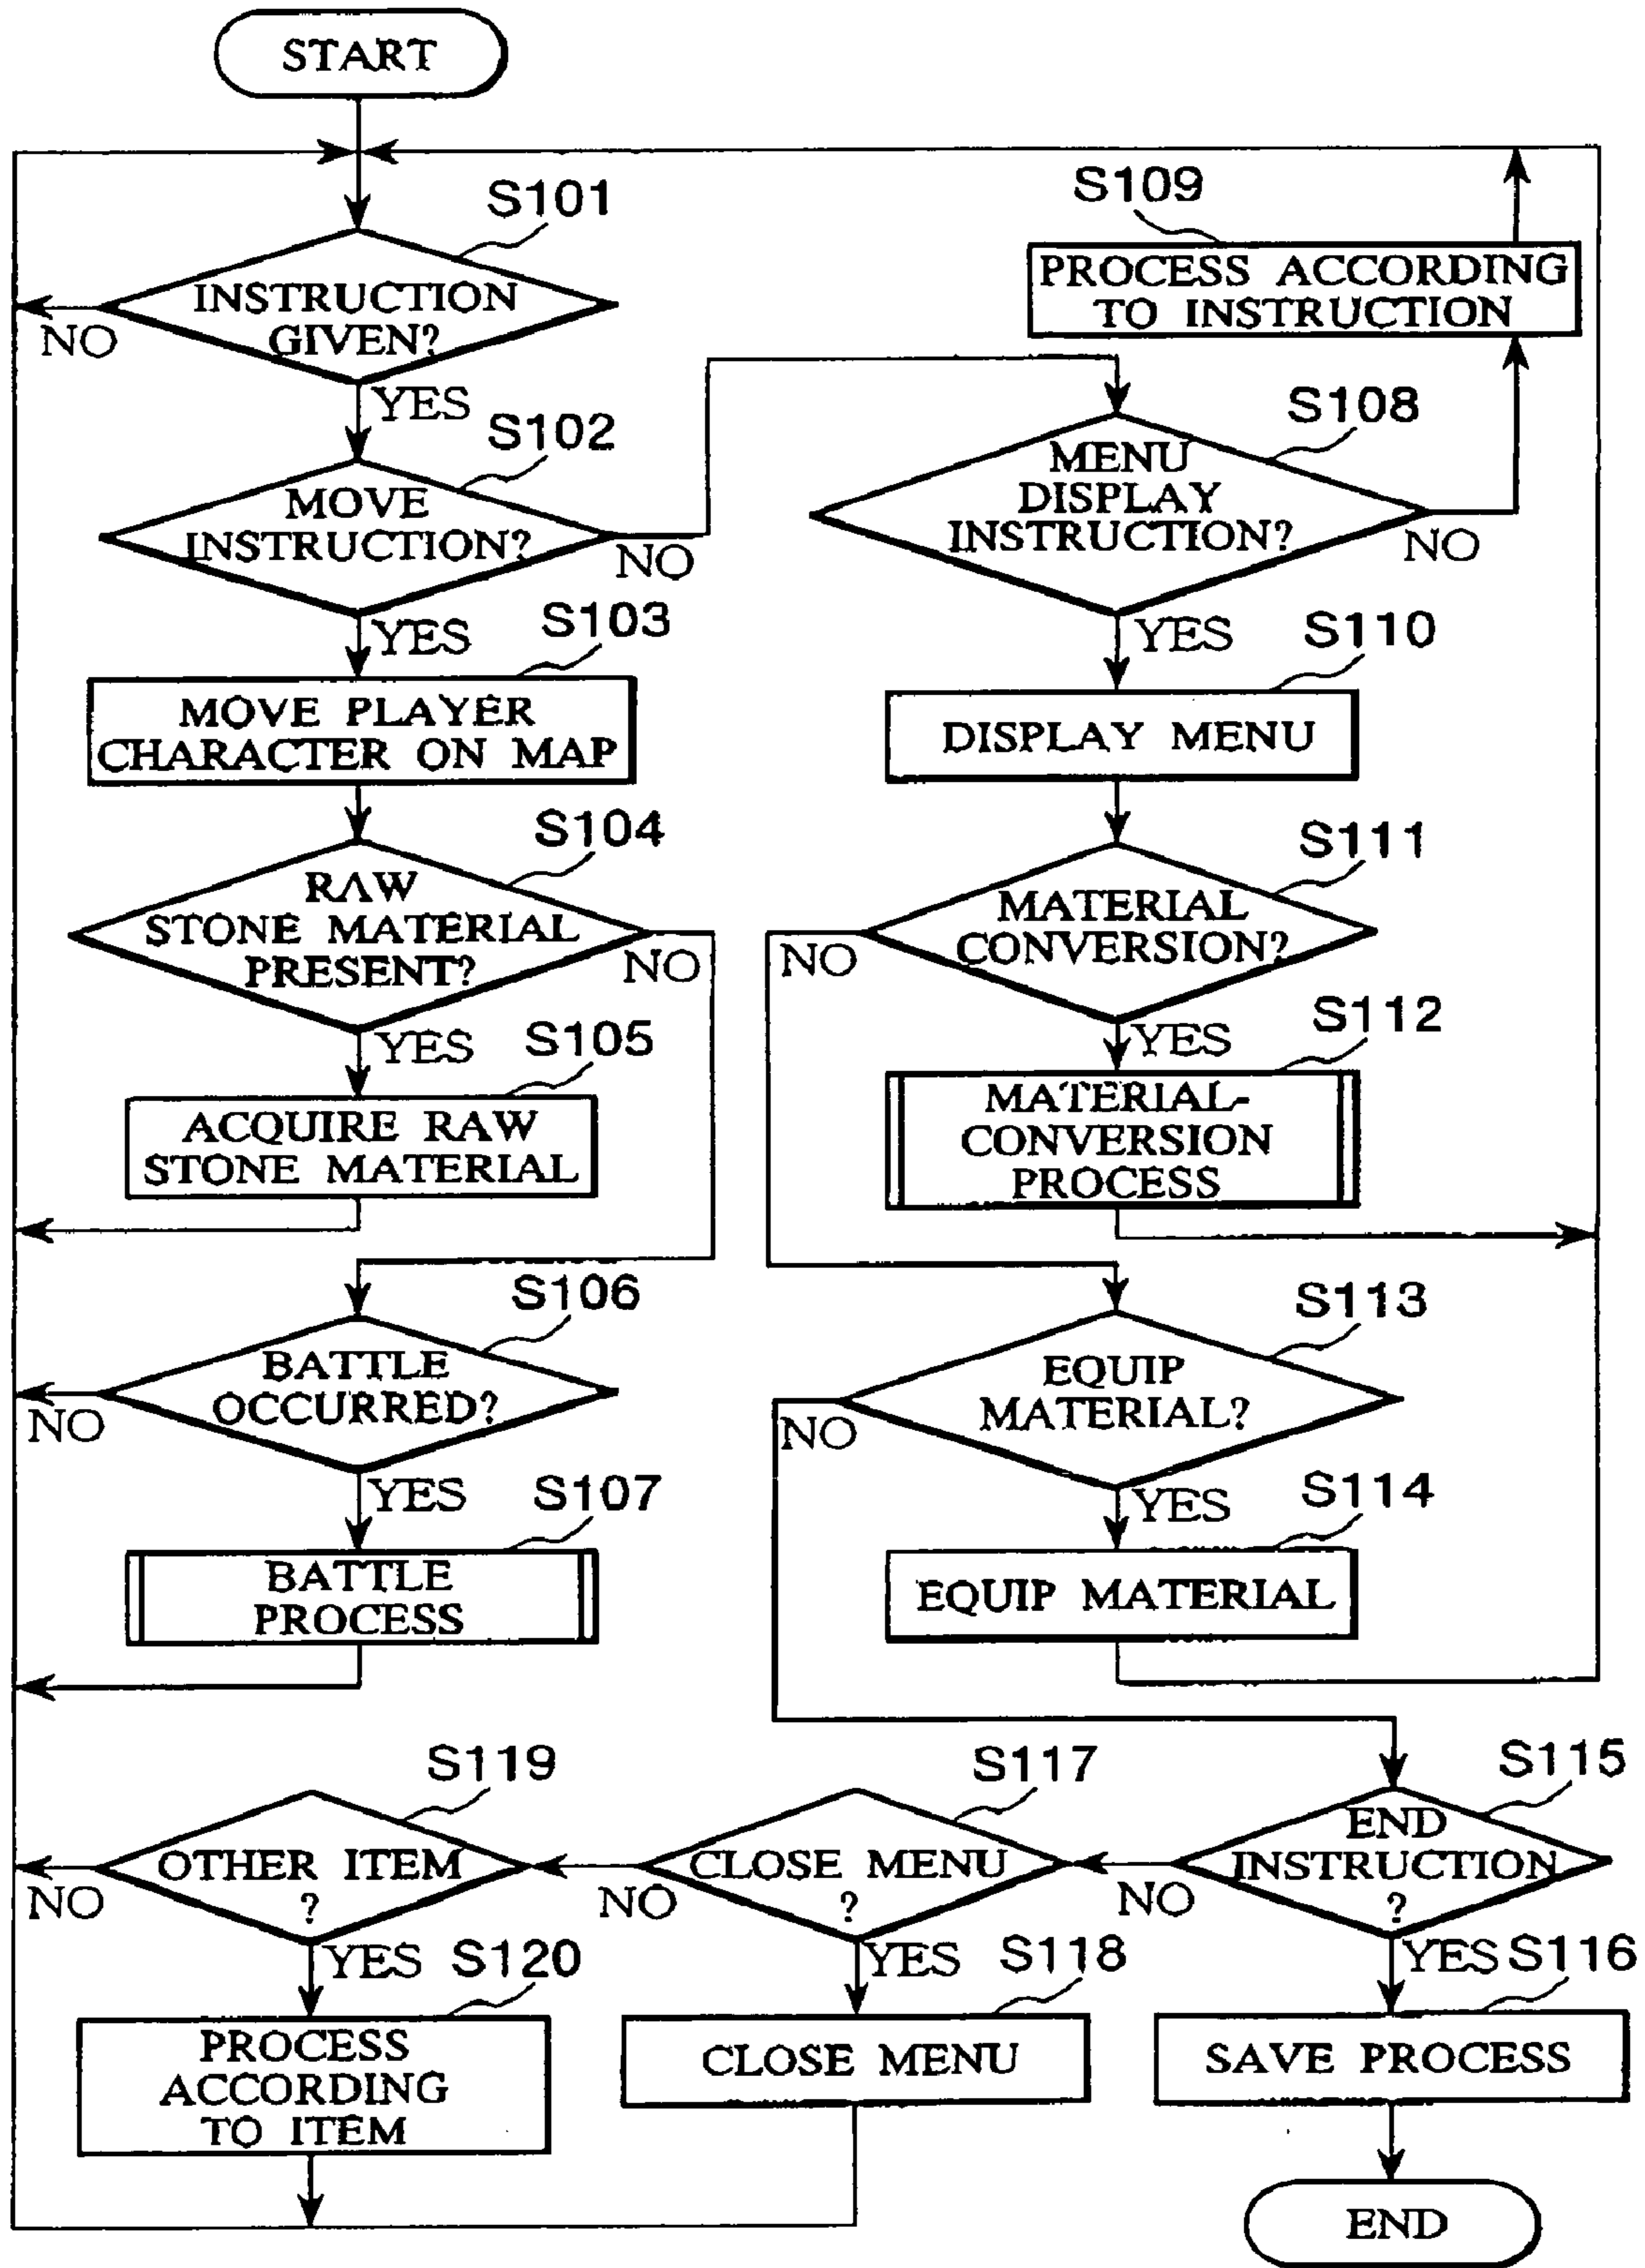 START
S101
INSTRUCTION
GIVEN?
NO
YES
S102
MOVE
INSTRUCTION?
NO
YES
S103
MOVE PLAYER
CHARACTER ON MAP
S104
RAW
STONE MATERIAL
PRESENT?
NO
YES
S105
ACQUIRE RAW
STONE MATERIAL
S106
BATTLE
OCCURRED?
NO
YES
S107
BATTLE
PROCESS
S109
PROCESS ACCORDING
TO INSTRUCTION
S108
MENU
DISPLAY
INSTRUCTION?
NO
YES
S110
DISPLAY MENU
S111
MATERIAL
CONVERSION?
NO
YES
S112
MATERIAL-
CONVERSION
PROCESS
S113
EQUIP
MATERIAL?
NO
YES
S114
EQUIP MATERIAL
S115
END
INSTRUCTION
?
NO
YES
S116
SAVE PROCESS
END
S117
CLOSE MENU
?
NO
YES
S118
CLOSE MENU
S119
OTHER ITEM
?
NO
YES
S120
PROCESS
ACCORDING
TO ITEM